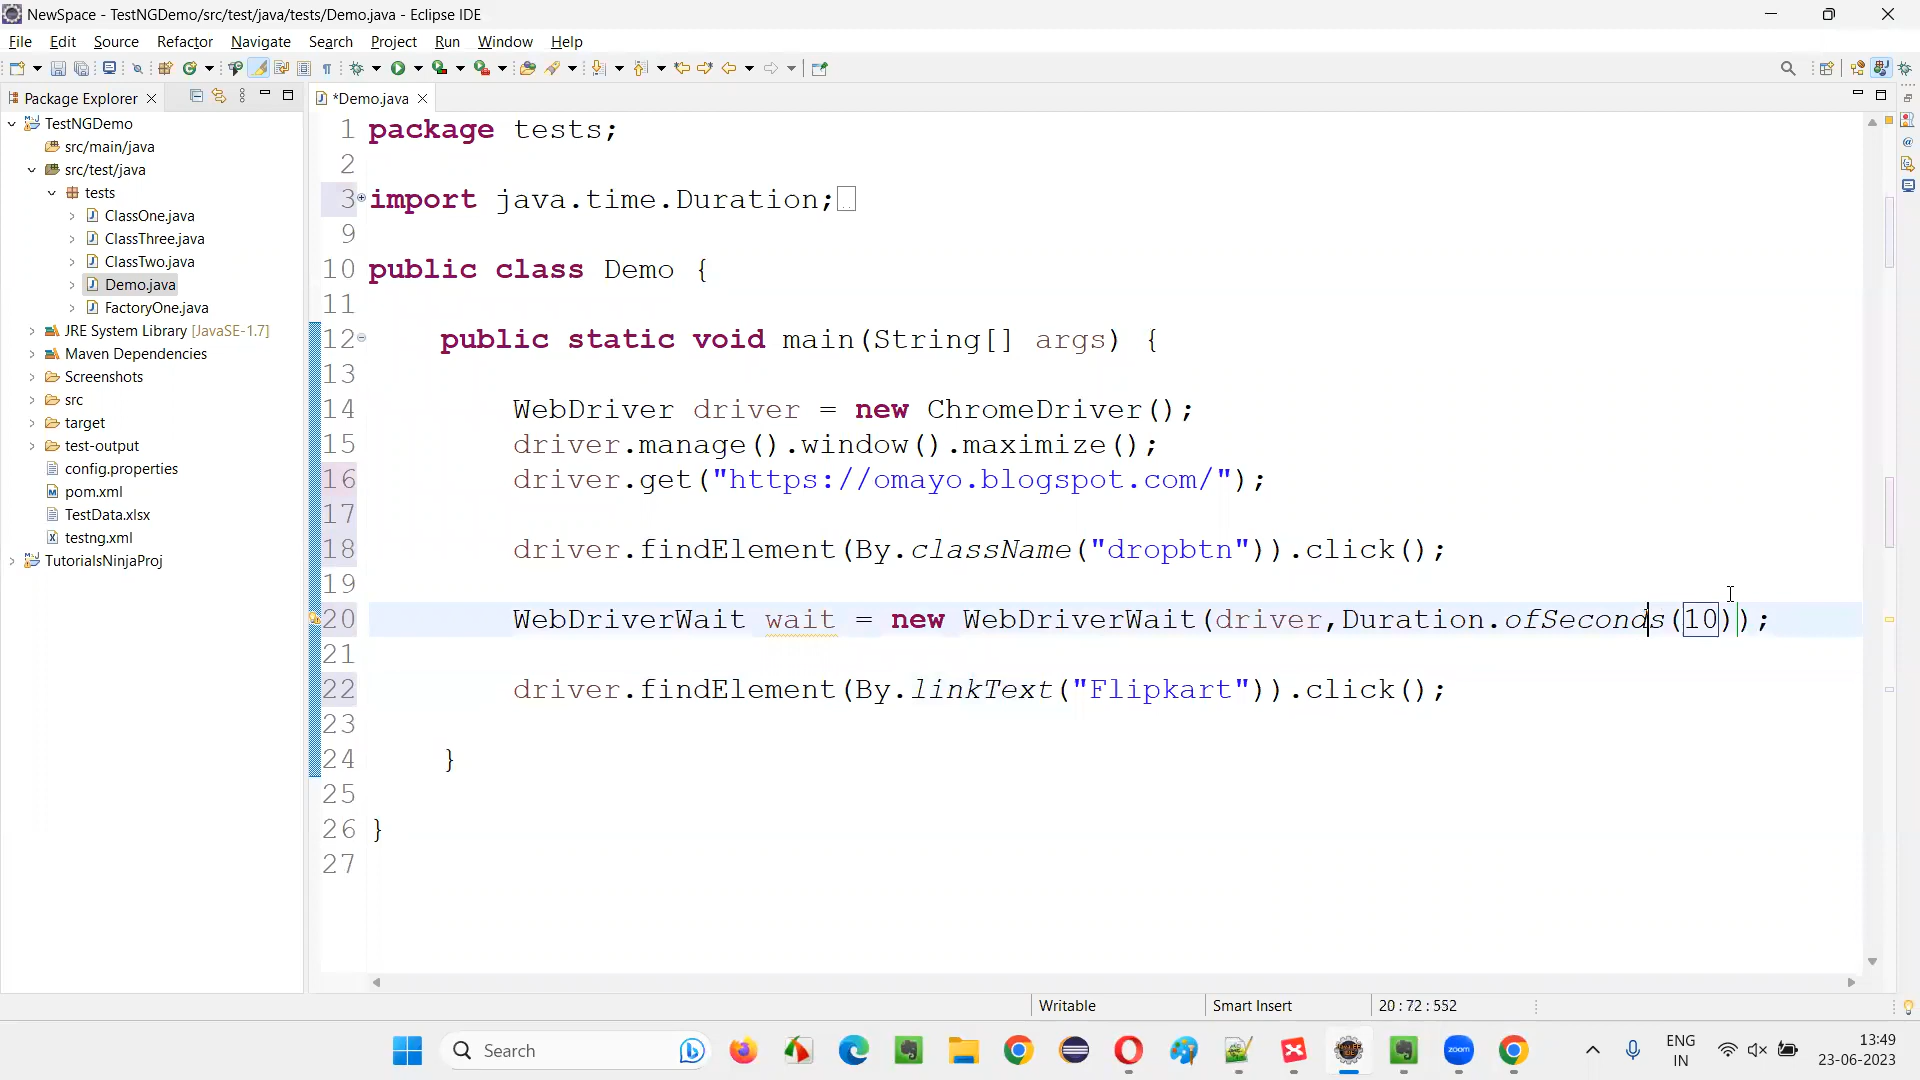 NewSpace - TestNGDemo/src/test/java/tests/Demo.java - Eclipse IDE
File Edit Source Refactor Navigate Search Project Run Window Help
Package Explorer
*Demo.java
TestNGDemo
src/main/java
src/test/java
tests
ClassOne.java
ClassThree.java
ClassTwo.java
Demo.java
FactoryOne.java
JRE System Library [JavaSE-1.7]
Maven Dependencies
Screenshots
src
target
test-output
config.properties
pom.xml
TestData.xlsx
testng.xml
TutorialsNinjaProj
1 package tests;
2
3 import java.time.Duration;
9
10 public class Demo {
11
12 public static void main(String[] args) {
13
14 WebDriver driver = new ChromeDriver();
15 driver.manage().window().maximize();
16 driver.get("https://omayo.blogspot.com/");
17
18 driver.findElement(By.className("dropbtn")).click();
19
20 WebDriverWait wait = new WebDriverWait(driver,Duration.ofSeconds(10));
21
22 driver.findElement(By.linkText("Flipkart")).click();
23
24 }
25
26 }
27
Writable Smart Insert 20 : 72 : 552
Search
zoom
ENG
IN
13:49
23-06-2023